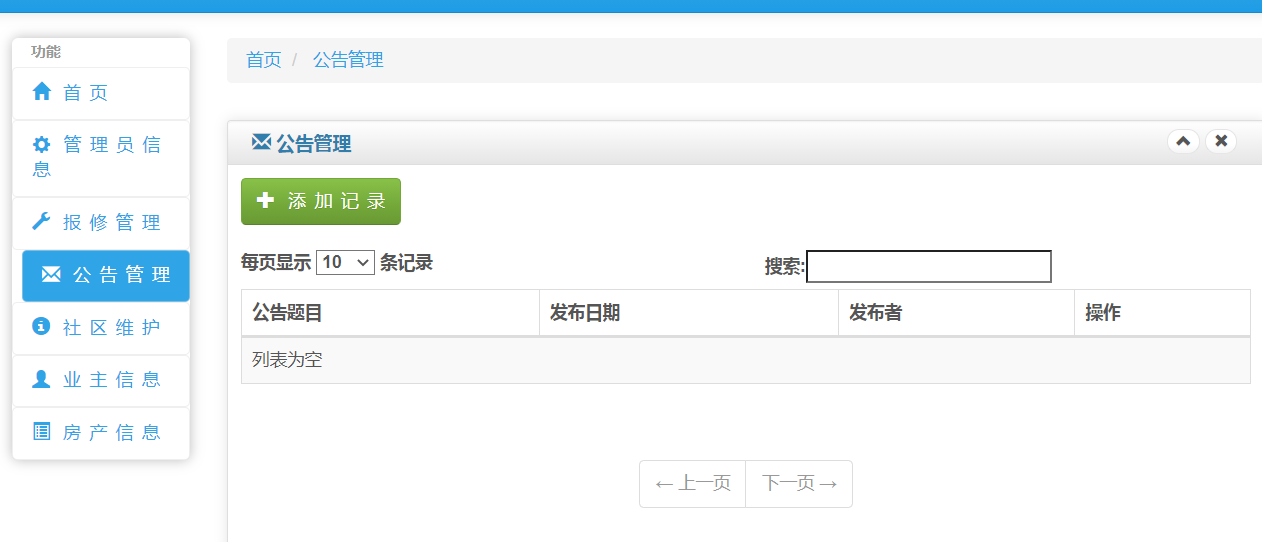 功能
首页
管理员信
息
报修管理
公告管理
社区维护
业主信息
房产信息
首页 / 公告管理
公告管理
添加记录
每页显示 10 条记录
搜索:
公告题目 发布日期 发布者 操作
列表为空
←上一页 下一页→